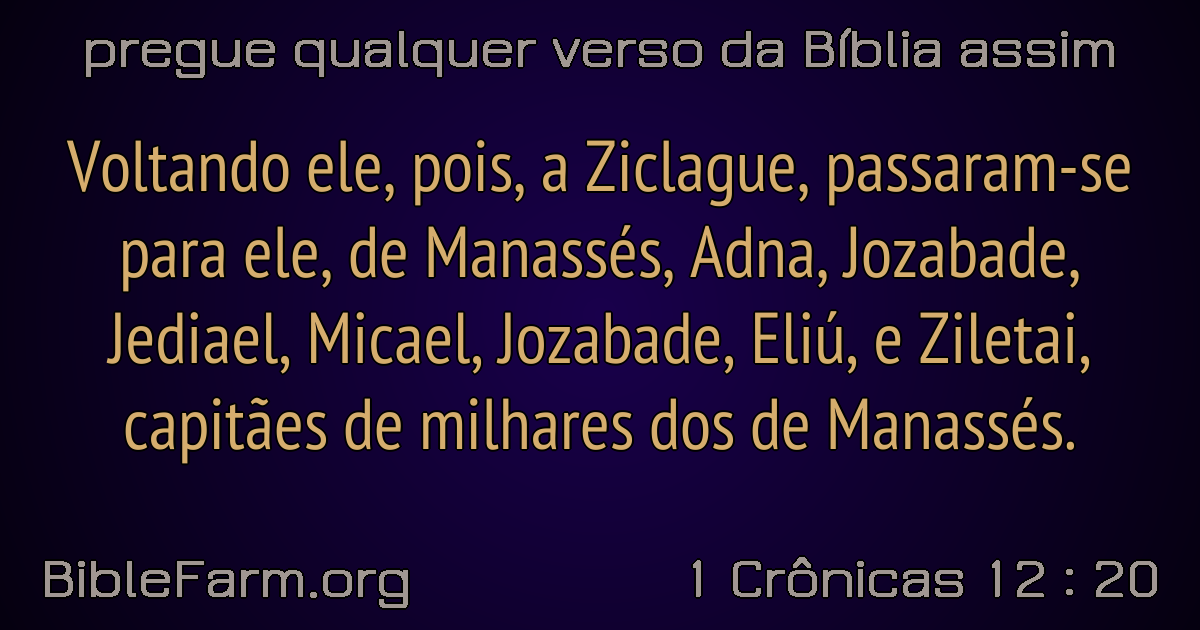 pregue qualquer verso da Bíblia assim
Voltando ele, pois, a Ziclague, passaram-se
para ele, de Manassés, Adna, Jozabade,
Jediael, Micael, Jozabade, Eliú, e Ziletai,
capitães de milhares dos de Manassés.
BibleFarm.org
1 Crônicas 12 : 20